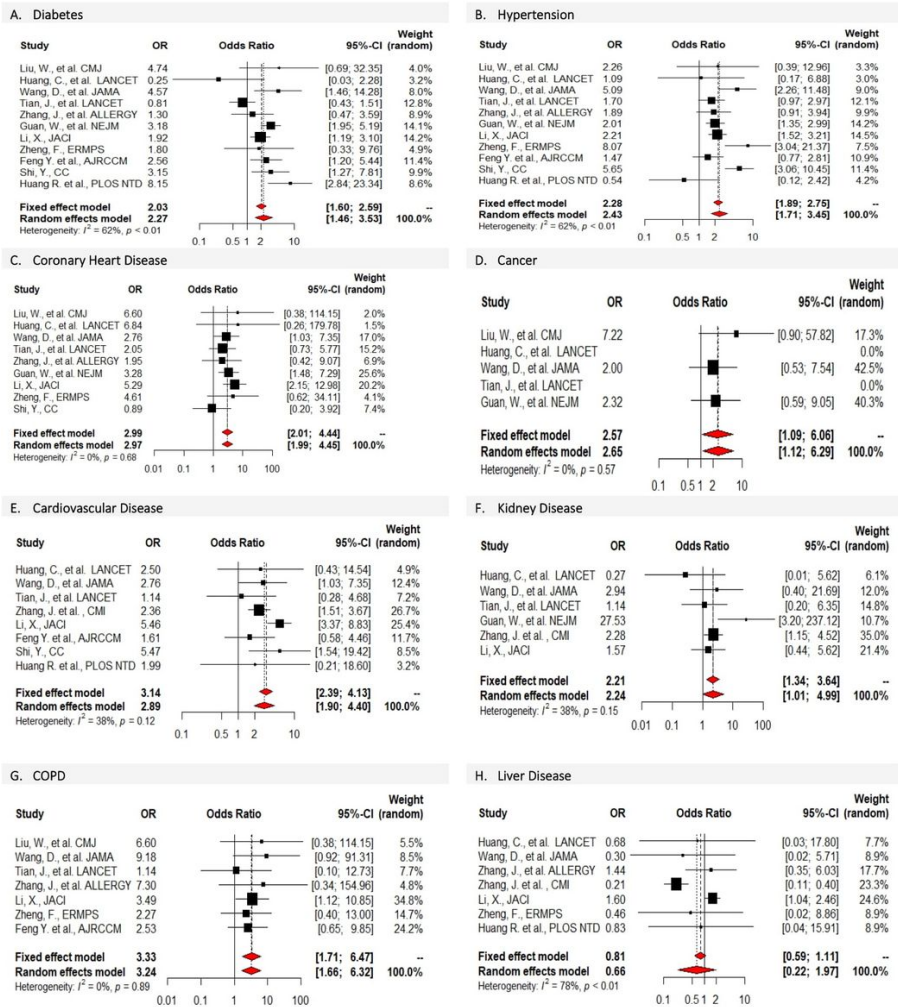 A. Diabetes
Study OR Odds Ratio 95%-CI Weight (random)
Liu, W., et al. CMJ 4.74 [0.69; 32.35] 4.0%
Huang, C., et al. LANCET 0.25 [0.03; 2.28] 3.2%
Wang, D., et al. JAMA 4.57 [1.46; 14.28] 8.0%
Tian, J., et al. LANCET 0.81 [0.43; 1.51] 12.8%
Zhang, J., et al. ALLERGY 1.30 [0.47; 3.59] 8.9%
Guan, W., et al. NEJM 3.18 [1.95; 5.19] 14.1%
Li, X., JACI 1.92 [1.19; 3.10] 14.2%
Zheng, F., ERMPS 1.80 [0.33; 9.76] 4.9%
Feng Y., et al. AJRCCM 2.56 [1.20; 5.44] 11.4%
Shi, Y., CC 3.15 [1.27; 7.81] 9.9%
Huang R. et al., PLOS NTD 8.15 [2.84; 23.34] 8.6%
Fixed effect model 2.03 [1.60; 2.59] --
Random effects model 2.27 [1.46; 3.53] 100.0%
Heterogeneity: I² = 62%, p < 0.01
0.1 0.5 1 2 10
B. Hypertension
Study OR Odds Ratio 95%-CI Weight (random)
Liu, W., et al. CMJ 2.26 [0.39; 12.96] 3.3%
Huang, C., et al. LANCET 1.09 [0.17; 6.88] 3.0%
Wang, D., et al. JAMA 5.09 [2.26; 11.48] 9.0%
Tian, J., et al. LANCET 1.70 [0.97; 2.97] 12.1%
Zhang, J., et al. ALLERGY 1.89 [0.91; 3.94] 9.8%
Guan, W., et al. NEJM 2.01 [1.35; 2.99] 14.2%
Li, X., JACI 2.21 [1.52; 3.21] 14.5%
Zheng, F., ERMPS 8.07 [3.04; 21.37] 7.5%
Feng Y., et al. AJRCCM 1.47 [0.77; 2.81] 10.9%
Shi, Y., CC 5.65 [3.06; 10.45] 11.4%
Huang R. et al., PLOS NTD 0.54 [0.12; 2.42] 4.2%
Fixed effect model 2.28 [1.89; 2.75] --
Random effects model 2.43 [1.71; 3.45] 100.0%
Heterogeneity: I² = 62%, p < 0.01
0.1 0.5 1 2 10
C. Coronary Heart Disease
Study OR Odds Ratio 95%-CI Weight (random)
Liu, W., et al. CMJ 6.60 [0.38; 114.15] 2.0%
Huang, C., et al. LANCET 6.84 [0.26; 179.78] 1.5%
Wang, D., et al. JAMA 2.76 [1.03; 7.35] 17.0%
Tian, J., et al. LANCET 2.05 [0.73; 5.77] 15.2%
Zhang, J., et al. ALLERGY 1.95 [0.42; 9.07] 6.9%
Guan, W., et al. NEJM 3.28 [1.48; 7.29] 25.6%
Li, X., JACI 5.29 [2.15; 12.98] 20.2%
Zheng, F., ERMPS 4.61 [0.62; 34.11] 4.1%
Shi, Y., CC 0.89 [0.20; 3.92] 7.4%
Fixed effect model 2.99 [2.01; 4.44] --
Random effects model 2.97 [1.99; 4.45] 100.0%
Heterogeneity: I² = 0%, p = 0.68
0.01 0.1 1 10 100
D. Cancer
Study OR Odds Ratio 95%-CI Weight (random)
Liu, W., et al. CMJ 7.22 [0.90; 57.82] 17.3%
Huang, C., et al. LANCET 0.0%
Wang, D., et al. JAMA 2.00 [0.53; 7.54] 42.5%
Tian, J., et al. LANCET 0.0%
Guan, W., et al. NEJM 2.32 [0.59; 9.05] 40.3%
Fixed effect model 2.57 [1.09; 6.06] --
Random effects model 2.65 [1.12; 6.29] 100.0%
Heterogeneity: I² = 0%, p = 0.57
0.1 0.5 1 2 10
E. Cardiovascular Disease
Study OR Odds Ratio 95%-CI Weight (random)
Huang, C., et al. LANCET 2.50 [0.43; 14.54] 4.9%
Wang, D., et al. JAMA 2.76 [1.03; 7.35] 12.4%
Tian, J., et al. LANCET 1.14 [0.28; 4.68] 7.2%
Zhang, J. et al., CMI 2.36 [1.51; 3.67] 26.7%
Li, X., JACI 5.46 [3.37; 8.83] 25.4%
Feng Y., et al. AJRCCM 1.61 [0.58; 4.46] 11.7%
Shi, Y., CC 5.47 [1.54; 19.42] 8.5%
Huang R. et al., PLOS NTD 1.99 [0.21; 18.60] 3.2%
Fixed effect model 3.14 [2.39; 4.13] --
Random effects model 2.89 [1.90; 4.40] 100.0%
Heterogeneity: I² = 38%, p = 0.12
0.1 0.5 1 2 10
F. Kidney Disease
Study OR Odds Ratio 95%-CI Weight (random)
Huang, C., et al. LANCET 0.27 [0.01; 5.62] 6.1%
Wang, D., et al. JAMA 2.94 [0.40; 21.69] 12.0%
Tian, J., et al. LANCET 1.14 [0.20; 6.35] 14.8%
Guan, W., et al. NEJM 27.53 [3.20; 237.12] 10.7%
Zhang, J. et al., CMI 2.28 [1.15; 4.52] 35.0%
Li, X., JACI 1.57 [0.44; 5.62] 21.4%
Fixed effect model 2.21 [1.34; 3.64] --
Random effects model 2.24 [1.01; 4.99] 100.0%
Heterogeneity: I² = 38%, p = 0.15
0.01 0.1 1 10 100
G. COPD
Study OR Odds Ratio 95%-CI Weight (random)
Liu, W., et al. CMJ 6.60 [0.38; 114.15] 5.5%
Wang, D., et al. JAMA 9.18 [0.92; 91.31] 8.5%
Tian, J., et al. LANCET 1.14 [0.10; 12.73] 7.7%
Zhang, J., et al. ALLERGY 7.30 [0.34; 154.96] 4.8%
Li, X., JACI 3.49 [1.12; 10.85] 34.8%
Zheng, F., ERMPS 2.27 [0.40; 13.00] 14.7%
Feng Y., et al. AJRCCM 2.53 [0.65; 9.85] 24.2%
Fixed effect model 3.33 [1.71; 6.47] --
Random effects model 3.24 [1.66; 6.32] 100.0%
Heterogeneity: I² = 0%, p = 0.89
0.01 0.1 1 10 100
H. Liver Disease
Study OR Odds Ratio 95%-CI Weight (random)
Huang, C., et al. LANCET 0.68 [0.03; 17.80] 7.7%
Wang, D., et al. JAMA 0.30 [0.02; 5.71] 8.9%
Zhang, J., et al. ALLERGY 1.44 [0.35; 6.03] 17.7%
Zhang, J. et al., CMI 0.21 [0.11; 0.40] 23.3%
Li, X., JACI 1.60 [1.04; 2.46] 24.6%
Zheng, F., ERMPS 0.46 [0.02; 8.86] 8.9%
Huang R. et al., PLOS NTD 0.83 [0.04; 15.91] 8.9%
Fixed effect model 0.81 [0.59; 1.11] --
Random effects model 0.66 [0.22; 1.97] 100.0%
Heterogeneity: I² = 78%, p < 0.01
0.1 0.5 1 2 10